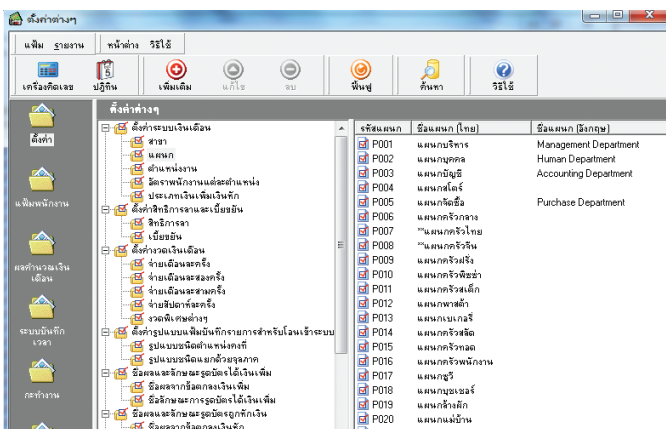 ตั้งค่าต่างๆ
แฟ้ม รายงาน หน้าต่าง วิธีใช้
เครื่องคิดเลข ปฏิทิน เพิ่มเติม แก้ไข ลบ ฟื้นฟู ค้นหา วิธีใช้
ตั้งค่า
แฟ้มพนักงาน
ผลคำนวณเงิน
เดือน
ระบบบันทึก
เวลา
กะทำงาน
ตั้งค่าต่างๆ
ตั้งค่าระบบเงินเดือน
สาขา
แผนก
ตำแหน่งงาน
อัตราพนักงานแต่ละตำแหน่ง
ประเภทเงินเพิ่มเงินหัก
ตั้งค่าสิทธิการลาและเบี้ยขยัน
สิทธิการลา
เบี้ยขยัน
ตั้งค่างวดเงินเดือน
จ่ายเดือนละครั้ง
จ่ายเดือนละสองครั้ง
จ่ายเดือนละสามครั้ง
จ่ายสัปดาห์ละครั้ง
งวดพิเศษต่างๆ
ตั้งค่ารูปแบบแฟ้มบันทึกรายการสำหรับโอนเข้าระบบ
รูปแบบชนิดตำแหน่งคงที่
รูปแบบชนิดแยกด้วยจุลภาค
ชื่อผลและลักษณะรูดบัตรได้เงินเพิ่ม
ชื่อผลจากข้อตกลงเงินเพิ่ม
ชื่อลักษณะการรูดบัตรได้เงินเพิ่ม
ชื่อผลและลักษณะรูดบัตรถูกหักเงิน
ชื่อผลจากข้อตกลงเงินหัก
รหัสแผนก ชื่อแผนก (ไทย) ชื่อแผนก (อังกฤษ)
P001 แผนกบริหาร Management Department
P002 แผนกบุคคล Human Department
P003 แผนกบัญชี Accounting Department
P004 แผนกสโตร์
P005 แผนกจัดซื้อ Purchase Department
P006 แผนกครัวกลาง
P007 ^^แผนกครัวไทย
P008 ^^แผนกครัวจีน
P009 แผนกครัวฝรั่ง
P010 แผนกครัวพิซซ่า
P011 แผนกครัวสเต็ก
P012 แผนกพาสต้า
P013 แผนกเบเกอรี่
P014 แผนกครัวสลัด
P015 แผนกครัวทอด
P016 แผนกครัวพนักงาน
P017 แผนกซูชิ
P018 แผนกบุชเชอร์
P019 แผนกล้างผัก
P020 แผนกแม่บ้าน